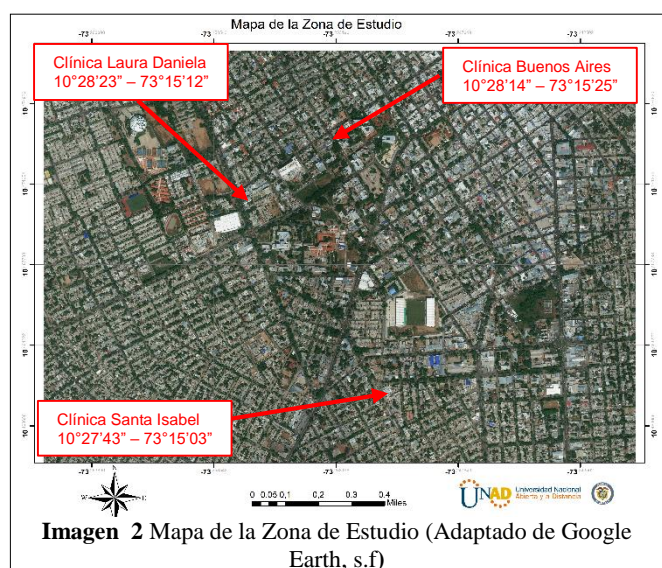 Mapa de la Zona de Estudio
Clínica Laura Daniela
10°28’23” – 73°15’12”
Clínica Buenos Aires
10°28’14” – 73°15’25”
Clínica Santa Isabel
10°27’43” – 73°15’03”
N
W
E
S
0 0,05 0,1 0,2 0,3 0,4
Miles
UNAD Universidad Nacional
Abierta y a Distancia
Imagen 2 Mapa de la Zona de Estudio (Adaptado de Google
Earth, s.f)